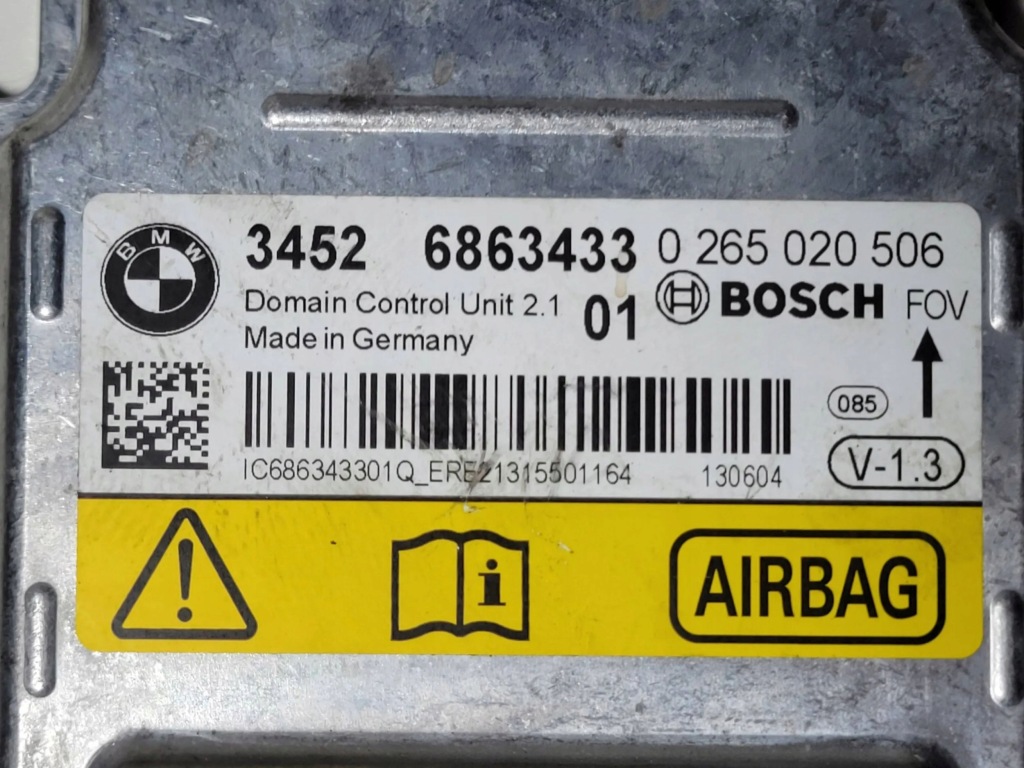 BMW
3452 6863433 0 265 020 506
Domain Control Unit 2.1 01 BOSCH FOV
Made in Germany
085
IC686343301Q_ERE21315501164 130604 V-1.3
i AIRBAG